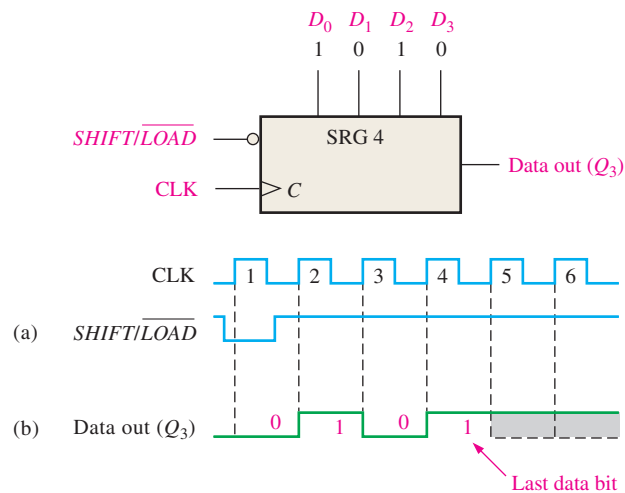 D0 D1 D2 D3
1 0 1 0
SHIFT/LOAD
SRG 4
Data out (Q3)
CLK
C
CLK 1 2 3 4 5 6
(a) SHIFT/LOAD
(b) Data out (Q3) 0 1 0 1
Last data bit